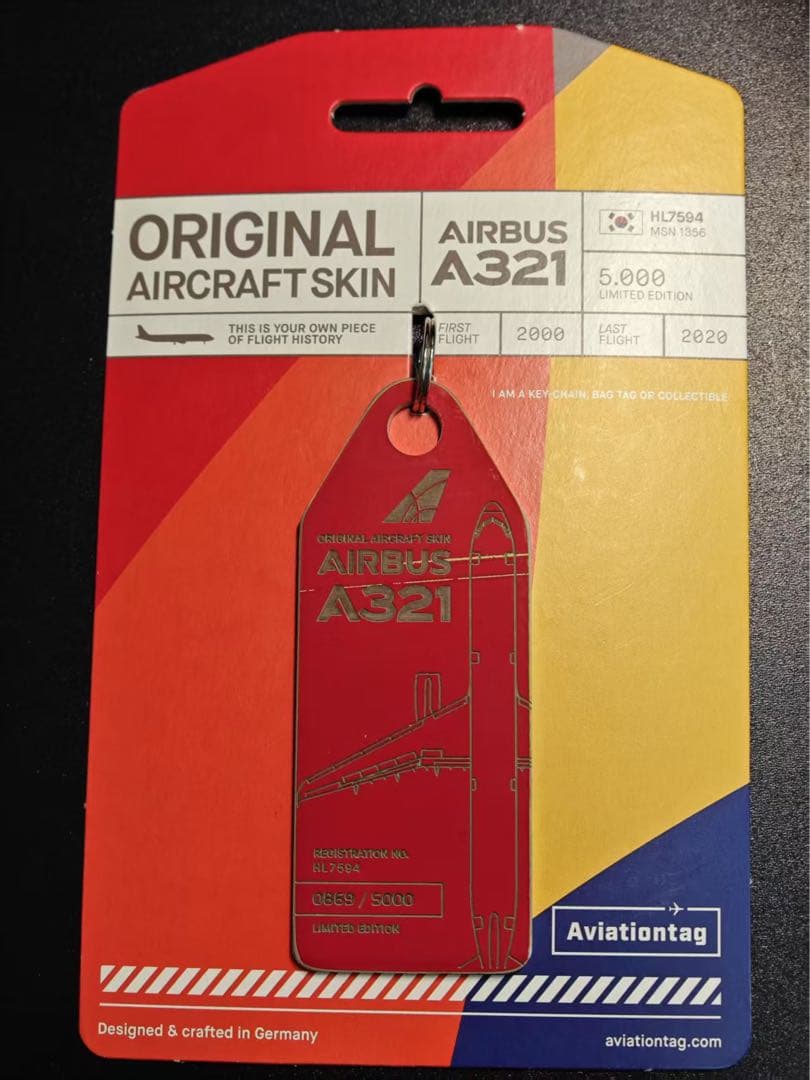 ORIGINAL
AIRCRAFT SKIN
AIRBUS
A321
HL7594
MSN 1356
5.000
LIMITED EDITION
THIS IS YOUR OWN PIECE
OF FLIGHT HISTORY
FIRST
FLIGHT
2000
LAST
FLIGHT
2020
I AM A KEY-CHAIN, BAG TAG OR COLLECTIBLE
ORIGINAL AIRCRAFT SKIN
AIRBUS
A321
REGISTRATION NO.
HL7594
0869 / 5000
LIMITED EDITION
Aviationtag
Designed & crafted in Germany
aviationtag.com